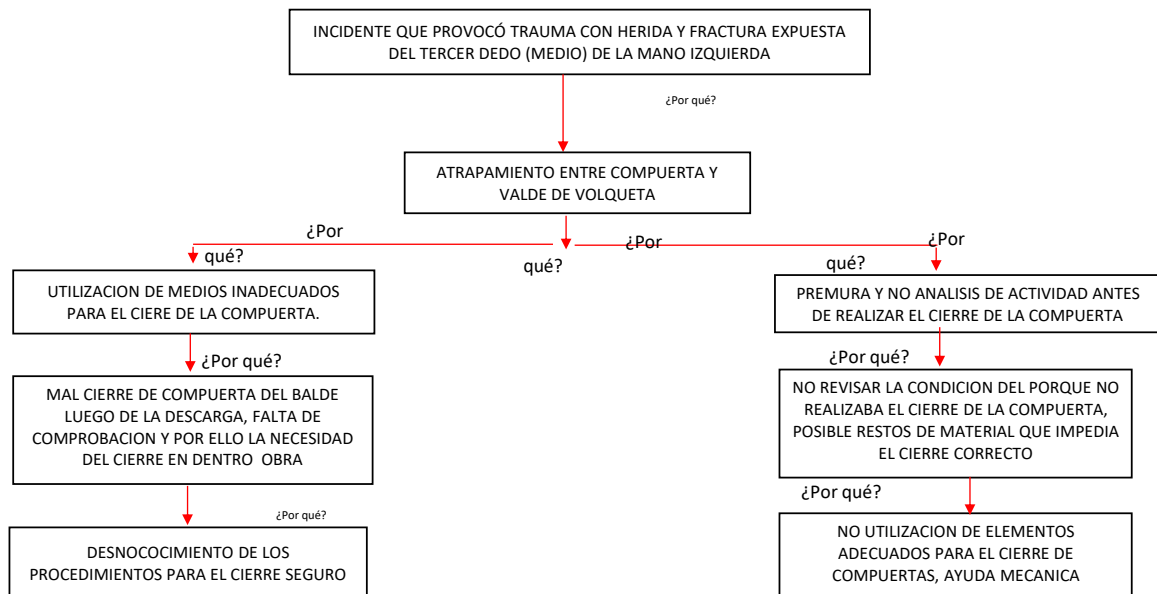 INCIDENTE QUE PROVOCÓ TRAUMA CON HERIDA Y FRACTURA EXPUESTA
DEL TERCER DEDO (MEDIO) DE LA MANO IZQUIERDA
¿Por qué?
ATRAPAMIENTO ENTRE COMPUERTA Y
VALDE DE VOLQUETA
¿Por
qué?
¿Por
qué?
¿Por
qué?
UTILIZACION DE MEDIOS INADECUADOS
PARA EL CIERE DE LA COMPUERTA.
¿Por qué?
MAL CIERRE DE COMPUERTA DEL BALDE
LUEGO DE LA DESCARGA, FALTA DE
COMPROBACION Y POR ELLO LA NECESIDAD
DEL CIERRE EN DENTRO OBRA
¿Por qué?
DESNOCOCIMIENTO DE LOS
PROCEDIMIENTOS PARA EL CIERRE SEGURO
PREMURA Y NO ANALISIS DE ACTIVIDAD ANTES
DE REALIZAR EL CIERRE DE LA COMPUERTA
¿Por qué?
NO REVISAR LA CONDICION DEL PORQUE NO
REALIZABA EL CIERRE DE LA COMPUERTA,
POSIBLE RESTOS DE MATERIAL QUE IMPEDIA
EL CIERRE CORRECTO
¿Por qué?
NO UTILIZACION DE ELEMENTOS
ADECUADOS PARA EL CIERRE DE
COMPUERTAS, AYUDA MECANICA